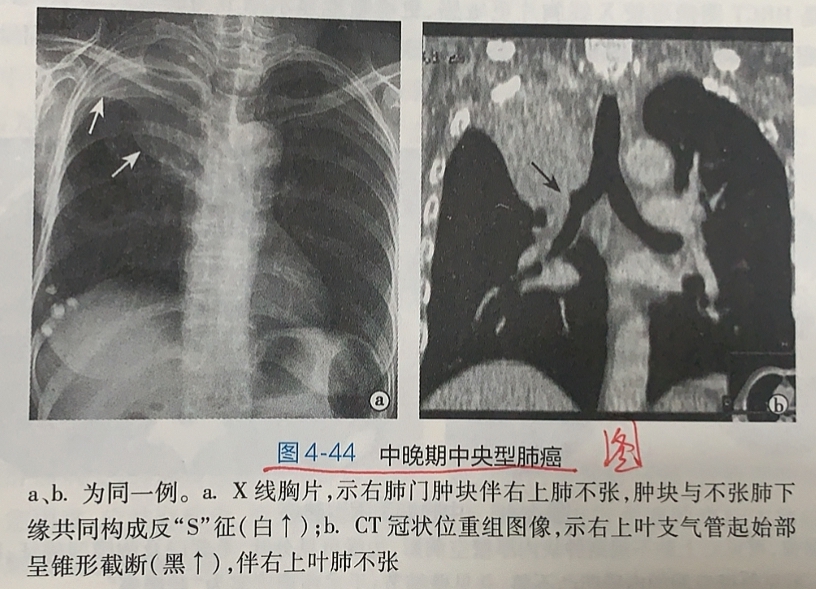 a
b
图 4-44 中晚期中央型肺癌 图
a、b. 为同一例。a. X 线胸片,示右肺门肿块伴右上肺不张,肿块与不张肺下
缘共同构成反“S”征(白↑);b. CT 冠状位重组图像,示右上叶支气管起始部
呈锥形截断(黑↑),伴右上叶肺不张